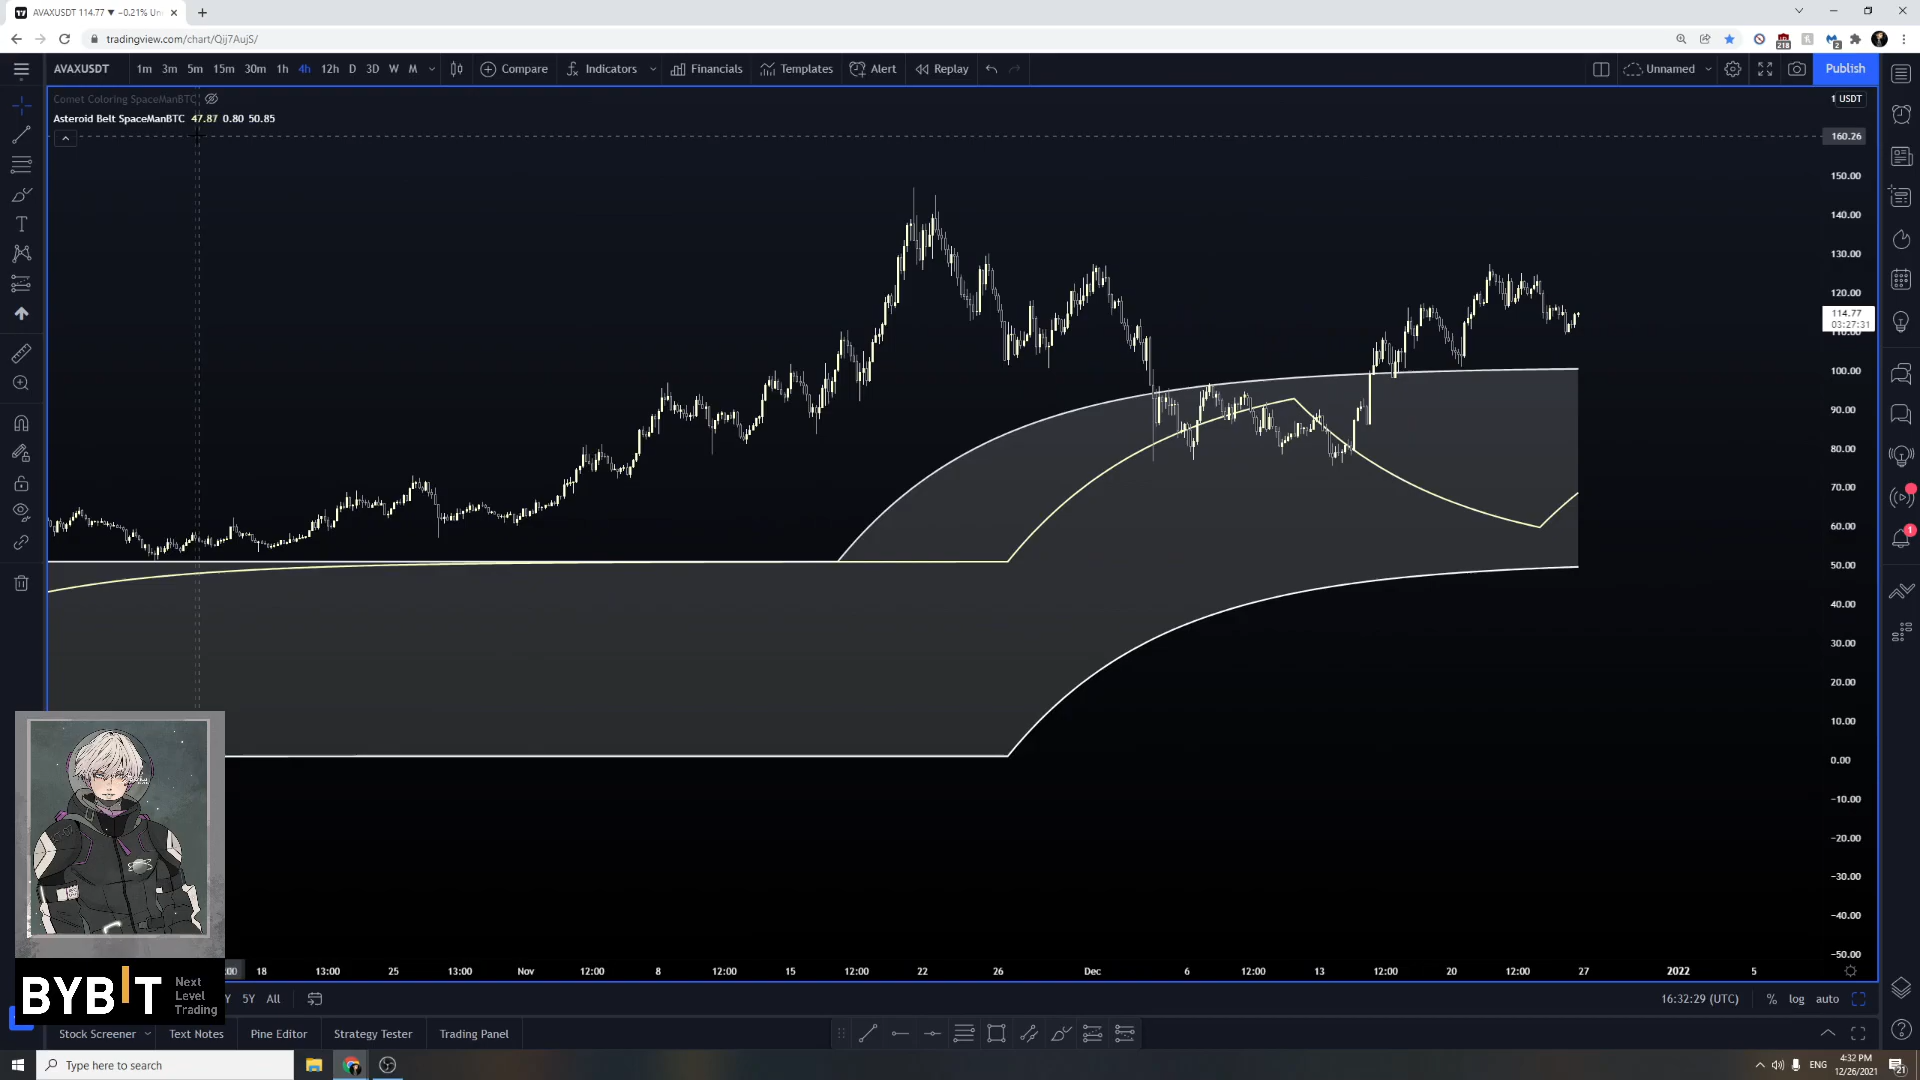 AVAXUSDT 114.77 ▼ −0.21% Un
tradingview.com/chart/Qij7AujS/
218
2
AVAXUSDT
1m 3m 5m 15m 30m 1h 4h 12h D 3D W M
Compare
Indicators
Financials
Templates
Alert
Replay
Unnamed
Publish
Comet Coloring SpaceManBTC
Asteroid Belt SpaceManBTC 47.87 0.80 50.85
1 USDT
160.26
150.00
140.00
130.00
120.00
114.77
03:27:31
110.00
100.00
90.00
80.00
70.00
60.00
50.00
40.00
30.00
20.00
10.00
0.00
−10.00
−20.00
−30.00
−40.00
−50.00
1
:00 18 13:00 25 13:00 Nov 12:00 8 12:00 15 12:00 22 26 Dec 6 12:00 13 12:00 20 12:00 27 2022 5
BYBIT
Next
Level
Trading
Y 5Y All
16:32:29 (UTC)
% log auto
Stock Screener
Text Notes
Pine Editor
Strategy Tester
Trading Panel
Type here to search
ENG
4:32 PM
12/26/2021
21